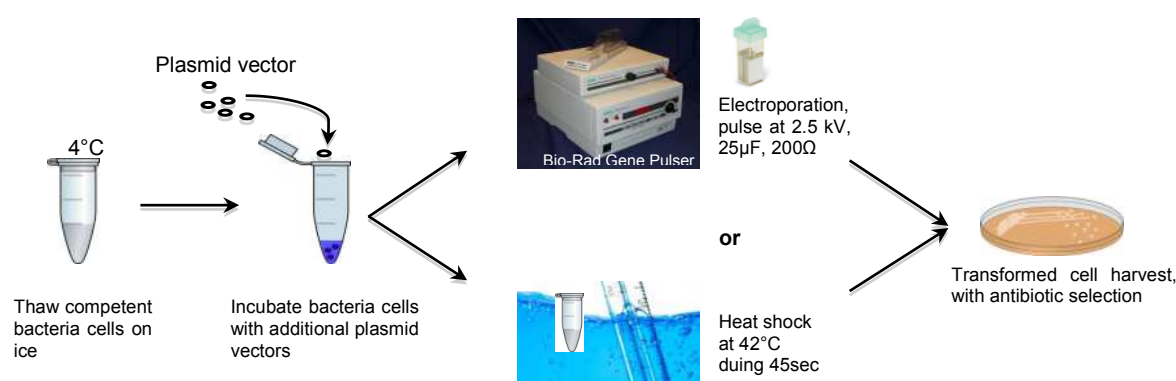 Plasmid vector
4°C
Thaw competent
bacteria cells on
ice
Incubate bacteria cells
with additional plasmid
vectors
Bio-Rad Gene Pulser
Electroporation,
pulse at 2.5 kV,
25µF, 200Ω
or
Heat shock
at 42°C
duing 45sec
Transformed cell harvest,
with antibiotic selection